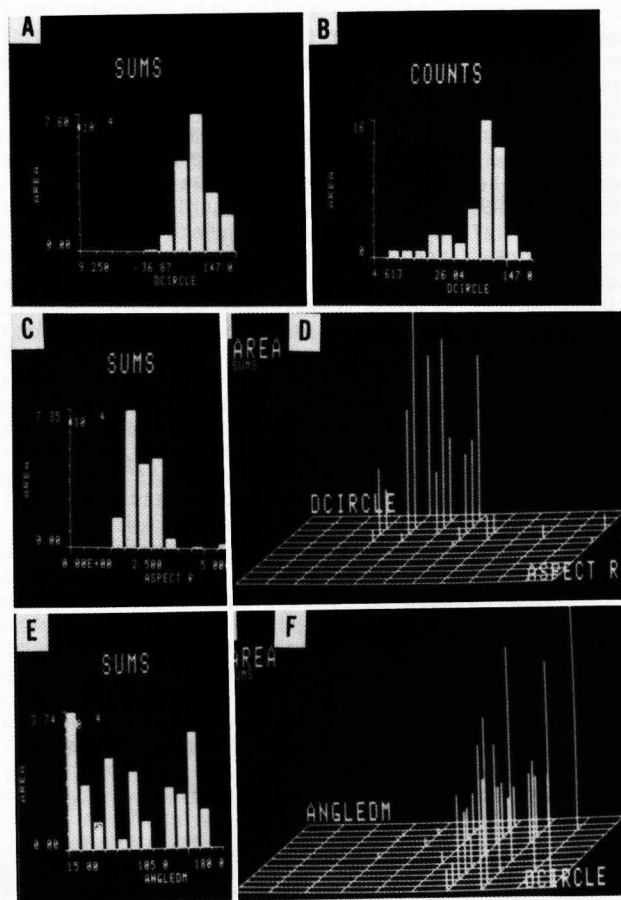 A
SUMS
7.60
x10 4
AREA
0.00
9.250 36.87 147.0
DCIRCLE
B
COUNTS
16
AREA
0
4.613 26.04 147.0
DCIRCLE
C
SUMS
7.35
x10 4
AREA
0.00
0.00E+00 2.500 5.00
ASPECT R
D
AREA
SUMS
DCIRCLE
ASPECT R
E
SUMS
3.74
4
AREA
0.00
15.00 105.0 180.0
ANGLEDM
F
AREA
SUMS
ANGLEDM
DCIRCLE